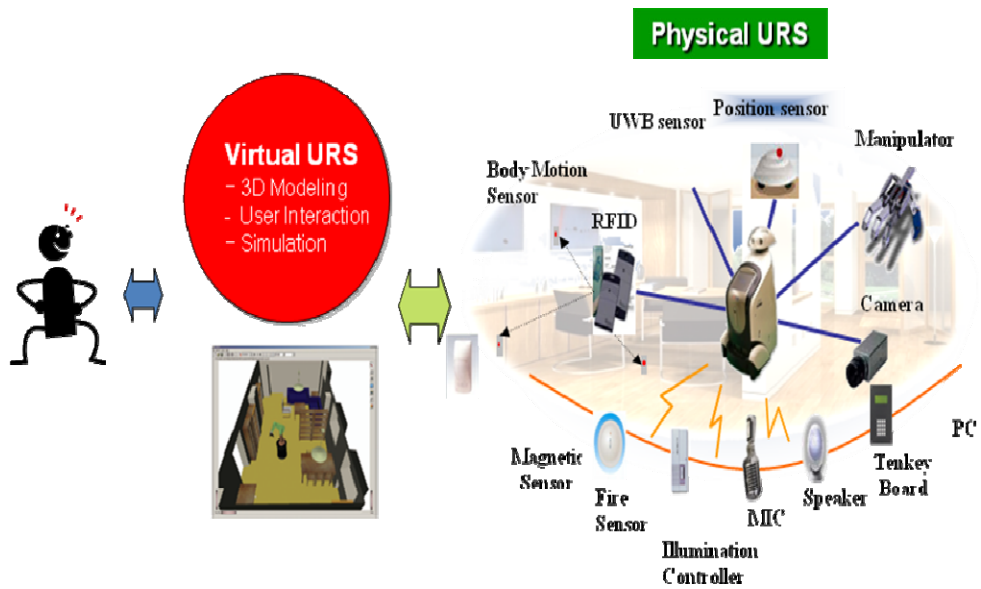 Physical URS
Virtual URS
– 3D Modeling
- User Interaction
– Simulation
UWB sensor
Position sensor
Manipulator
Body Motion
Sensor
RFID
Camera
PC
Magnetic
Sensor
Fire
Sensor
Illumination
Controller
MIC
Speaker
Tenkey
Board